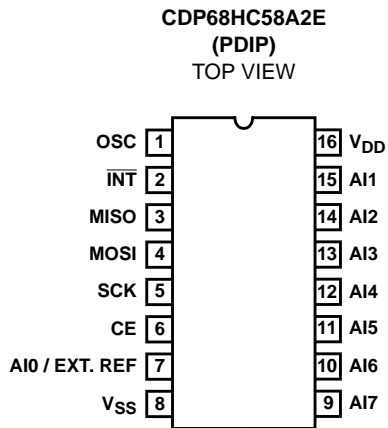 CDP68HC58A2E
(PDIP)
TOP VIEW
OSC 1 16 VDD
INT 2 15 AI1
MISO 3 14 AI2
MOSI 4 13 AI3
SCK 5 12 AI4
CE 6 11 AI5
AI0 / EXT. REF 7 10 AI6
VSS 8 9 AI7